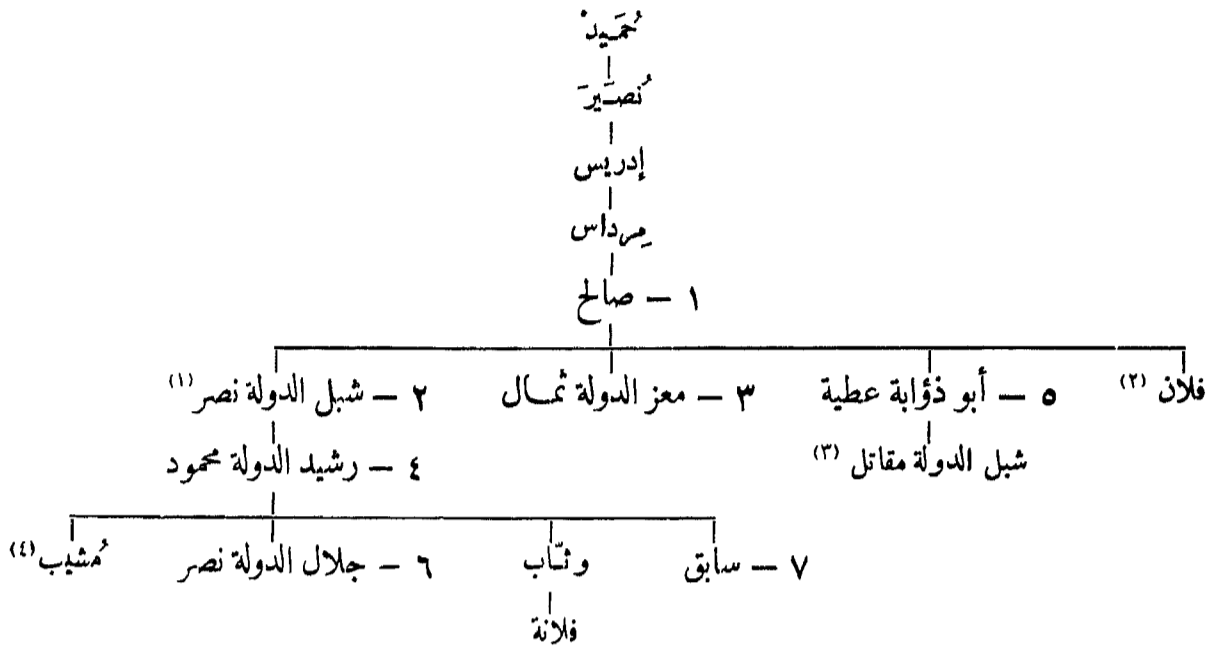 حُمَيدْ
نُصَيرَ
إدريس
مِرداس
١ – صالح
فلان (٢) ٥ – أبو ذؤابة عطية ٣ – معز الدولة ثمال ٢ – شبل الدولة نصر (١)
شبل الدولة مقاتل (٣) ٤ – رشيد الدولة محمود
٧ – سابق وثّاب ٦ – جلال الدولة نصر مُشيب (٤)
فلانة